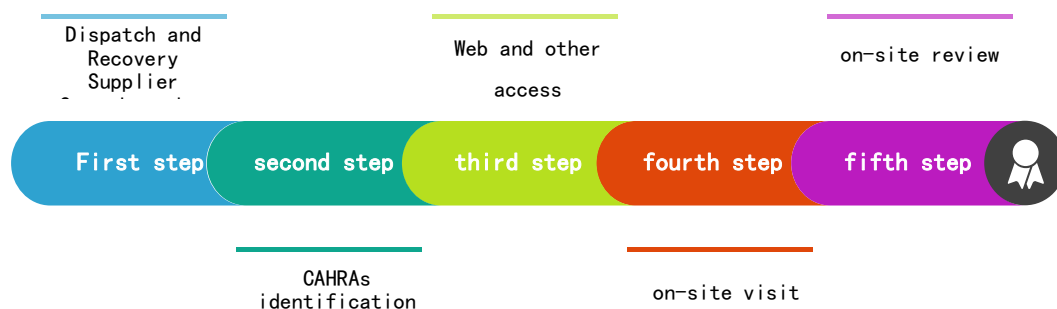 Dispatch and
Recovery
Supplier
Web and other
access
on-site review
First step
second step
third step
fourth step
fifth step
CAHRAs
identification
on-site visit